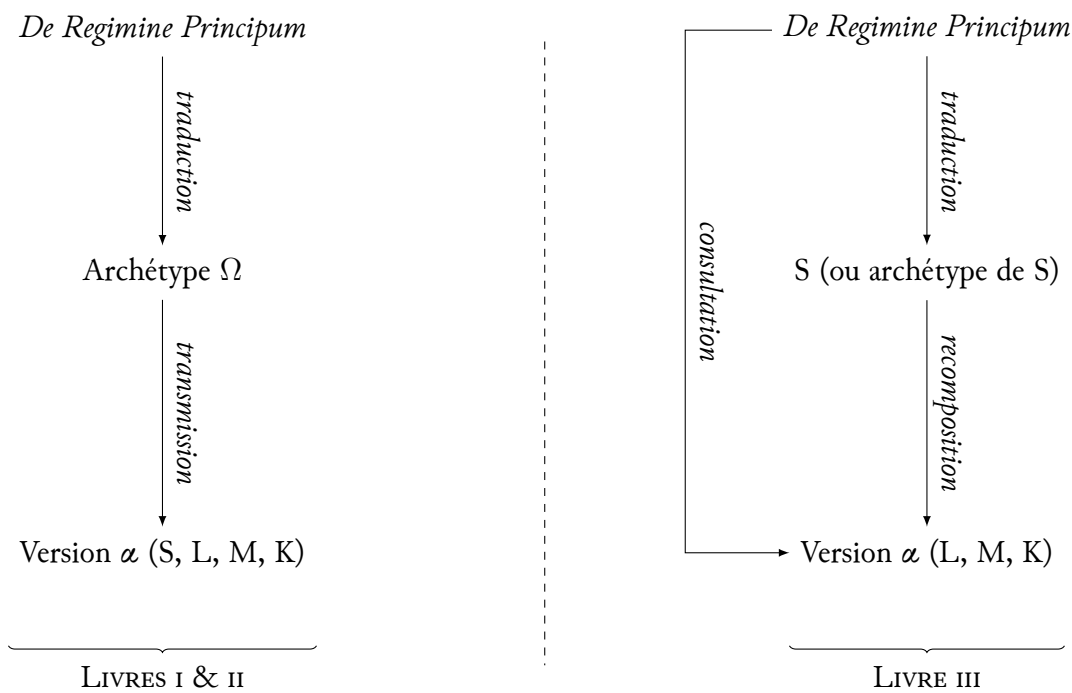 De Regimine Principum
traduction
Archétype Ω
transmission
Version α (S, L, M, K)
Livres i & ii
De Regimine Principum
traduction
consultation
S (ou archétype de S)
recomposition
Version α (L, M, K)
Livre iii